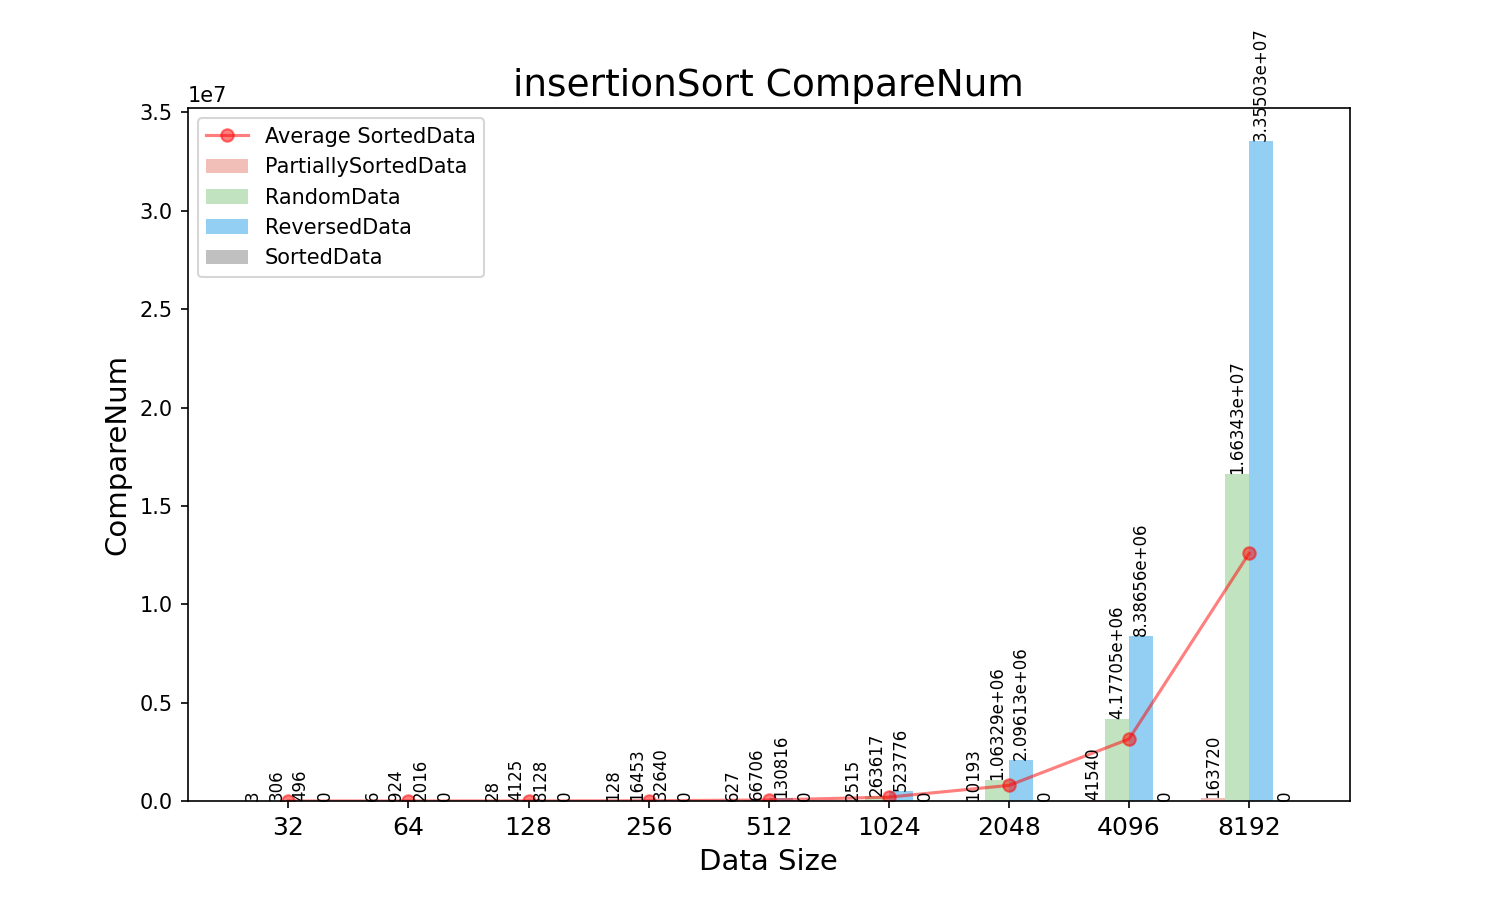 insertionSort CompareNum
1e7
3.5
3.0
2.5
2.0
1.5
1.0
0.5
0.0
CompareNum
Average SortedData
PartiallySortedData
RandomData
ReversedData
SortedData
3
306
496
0
6
924
2016
0
28
4125
8128
0
128
16453
32640
0
627
66706
130816
0
2515
263617
523776
0
10193
1.06329e+06
2.09613e+06
0
41540
4.17705e+06
8.38656e+06
0
163720
1.66343e+07
3.35503e+07
0
32 64 128 256 512 1024 2048 4096 8192
Data Size